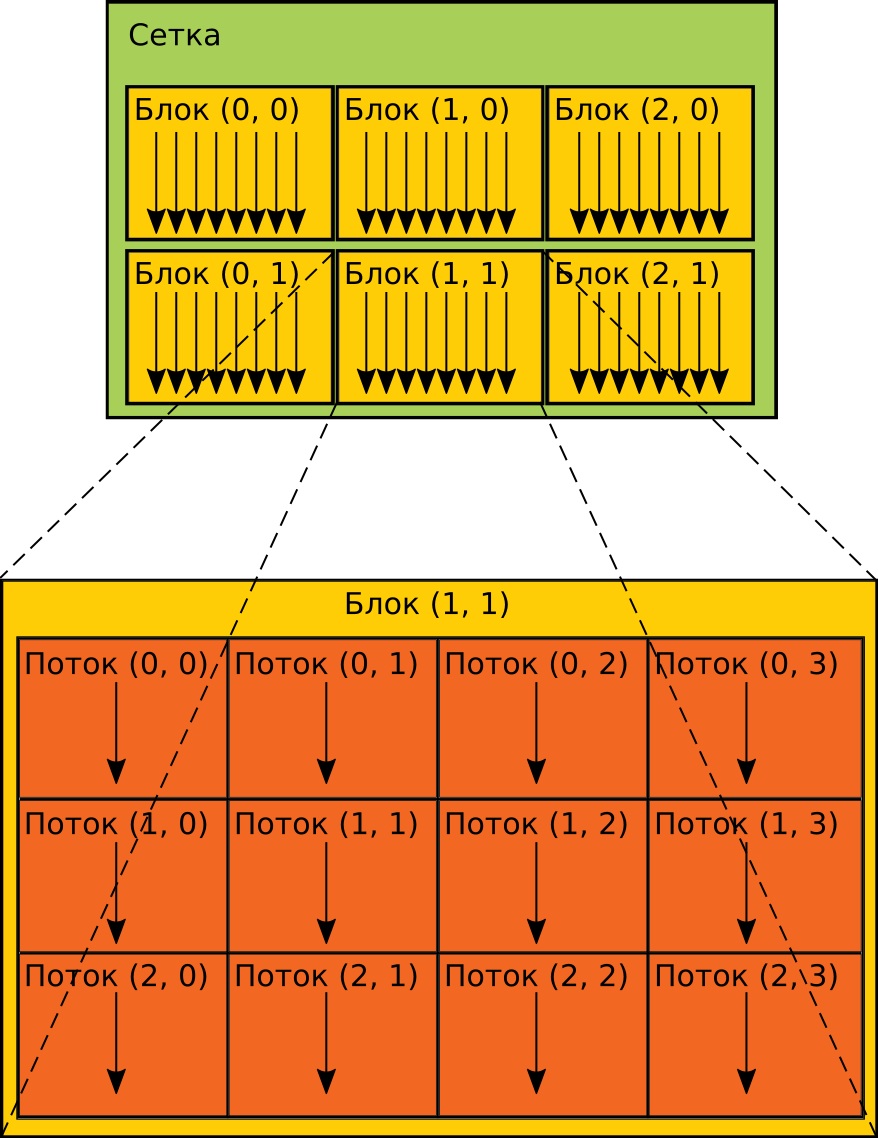 Сетка
Блок (0, 0) Блок (1, 0) Блок (2, 0)
Блок (0, 1) Блок (1, 1) Блок (2, 1)
Блок (1, 1)
Поток (0, 0) Поток (0, 1) Поток (0, 2) Поток (0, 3)
Поток (1, 0) Поток (1, 1) Поток (1, 2) Поток (1, 3)
Поток (2, 0) Поток (2, 1) Поток (2, 2) Поток (2, 3)